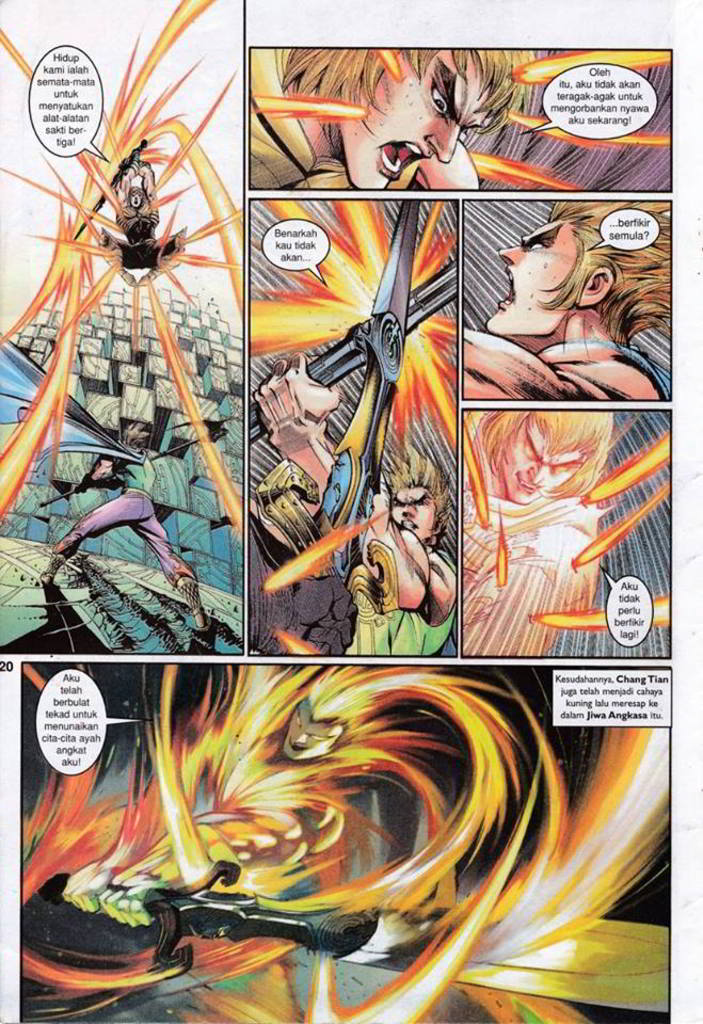 Hidup
kami ialah
semata-mata
untuk
menyatukan
alat-alatan
sakti ber-
tiga!
Oleh
itu, aku tidak akan
teragak-agak untuk
mengorbankan nyawa
aku sekarang!
Benarkah
kau tidak
akan...
...berfikir
semula?
Aku
tidak
perlu
berfikir
lagi!
20
Aku
telah
berbulat
tekad untuk
menunaikan
cita-cita ayah
angkat
aku!
Kesudahannya, Chang Tian
juga telah menjadi cahaya
kuning lalu meresap ke
dalam Jiwa Angkasa itu.